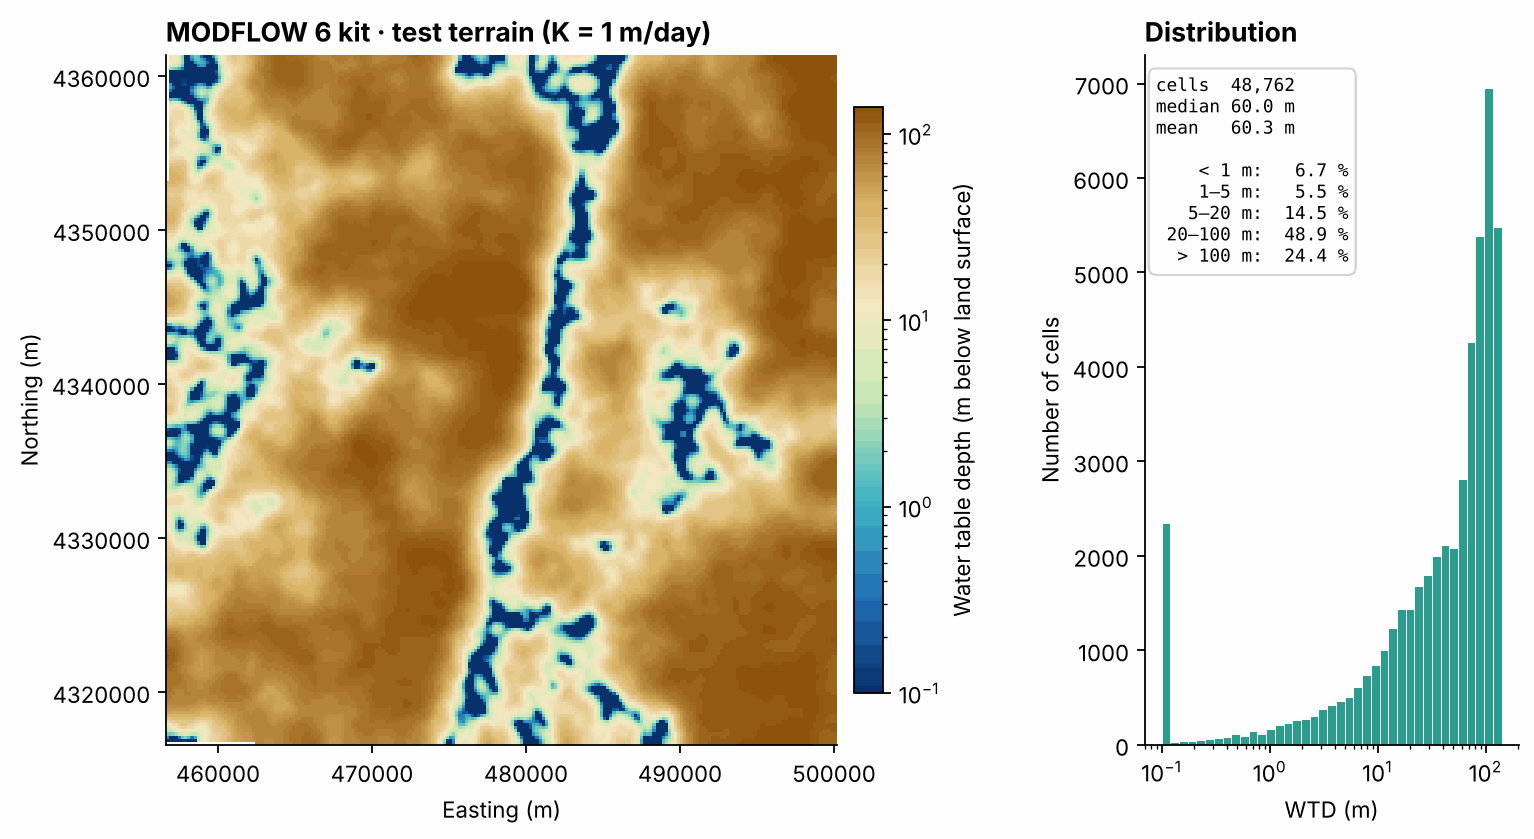 MODFLOW 6 kit · test terrain (K = 1 m/day)
Northing (m)
4360000
4350000
4340000
4330000
4320000
460000
470000
480000
490000
500000
Easting (m)
10²
10¹
10⁰
10⁻¹
Water table depth (m below land surface)
Distribution
cells 48,762
median 60.0 m
mean 60.3 m
< 1 m: 6.7 %
1–5 m: 5.5 %
5–20 m: 14.5 %
20–100 m: 48.9 %
> 100 m: 24.4 %
Number of cells
7000
6000
5000
4000
3000
2000
1000
0
10⁻¹
10⁰
10¹
10²
WTD (m)